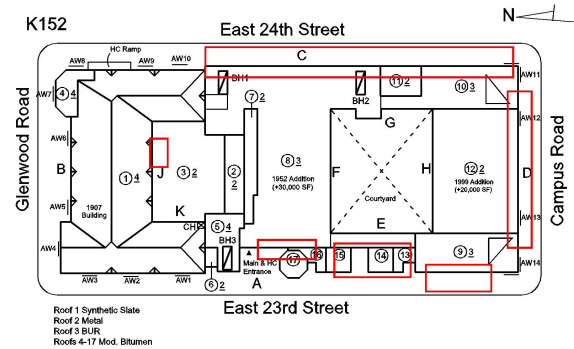 K152
East 24th Street
N
HC Ramp
AW8
AW9
AW10
C
AW7
4 4
BH1
7 2
BH2
11 2
10 3
AW11
Glenwood Road
AW6
B
AW5
1 4
1907
Building
J
3 2
K
2
2
8 3
1952 Addition
(+30,000 SF)
G
F
H
Courtyard
E
12 2
1999 Addition
(+20,000 SF)
AW12
D
AW13
Campus Road
CH
5 4
BH3
AW4
AW3
AW2
AW1
6 2
Main & HC
Entrance
A
17
16
15
14
13
9 3
AW14
East 23rd Street
Roof 1 Synthetic Slate
Roof 2 Metal
Roof 3 BUR
Roofs 4-17 Mod. Bitumen